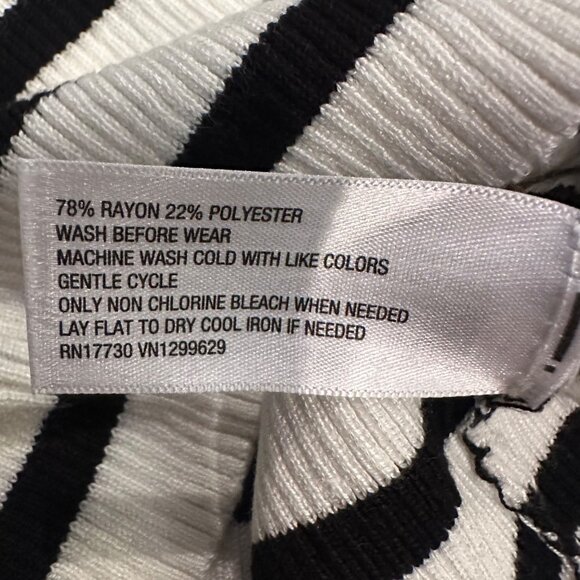 78% RAYON 22% POLYESTER
WASH BEFORE WEAR
MACHINE WASH COLD WITH LIKE COLORS
GENTLE CYCLE
ONLY NON CHLORINE BLEACH WHEN NEEDED
LAY FLAT TO DRY COOL IRON IF NEEDED
RN17730 VN1299629